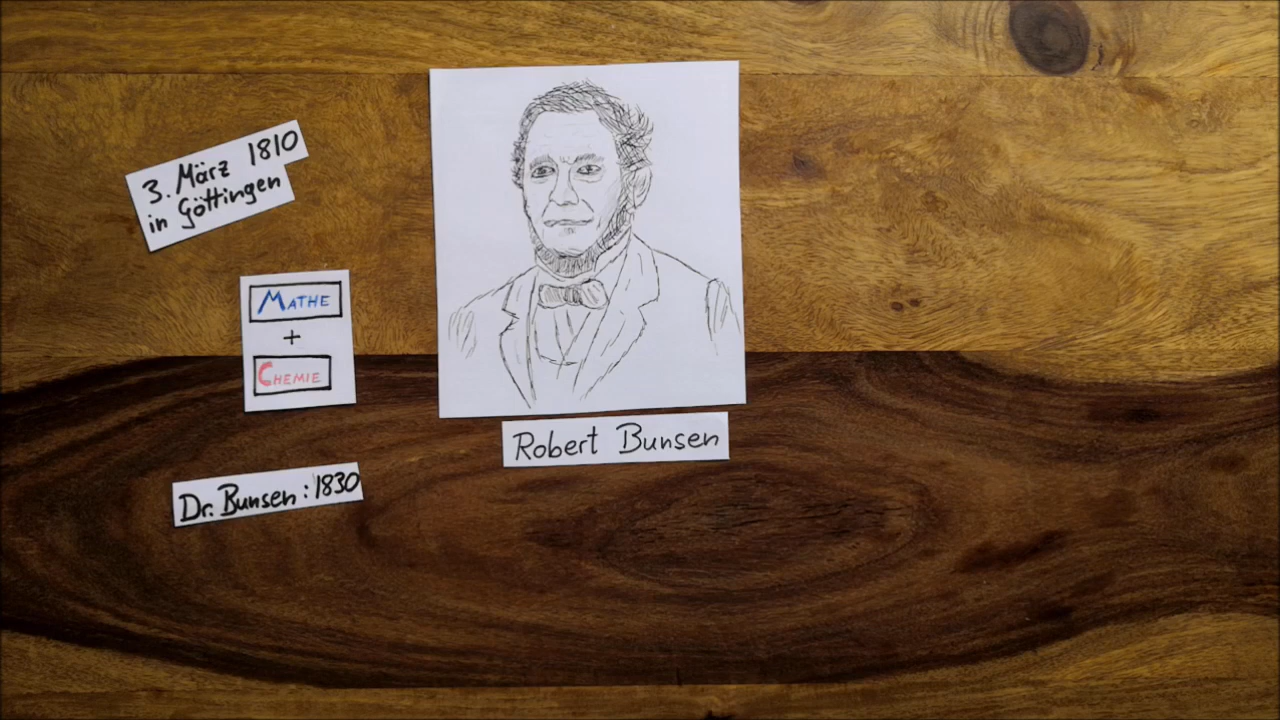 3. März 1810
in Göttingen
MATHE
+
CHEMIE
Dr. Bunsen: 1830
Robert Bunsen